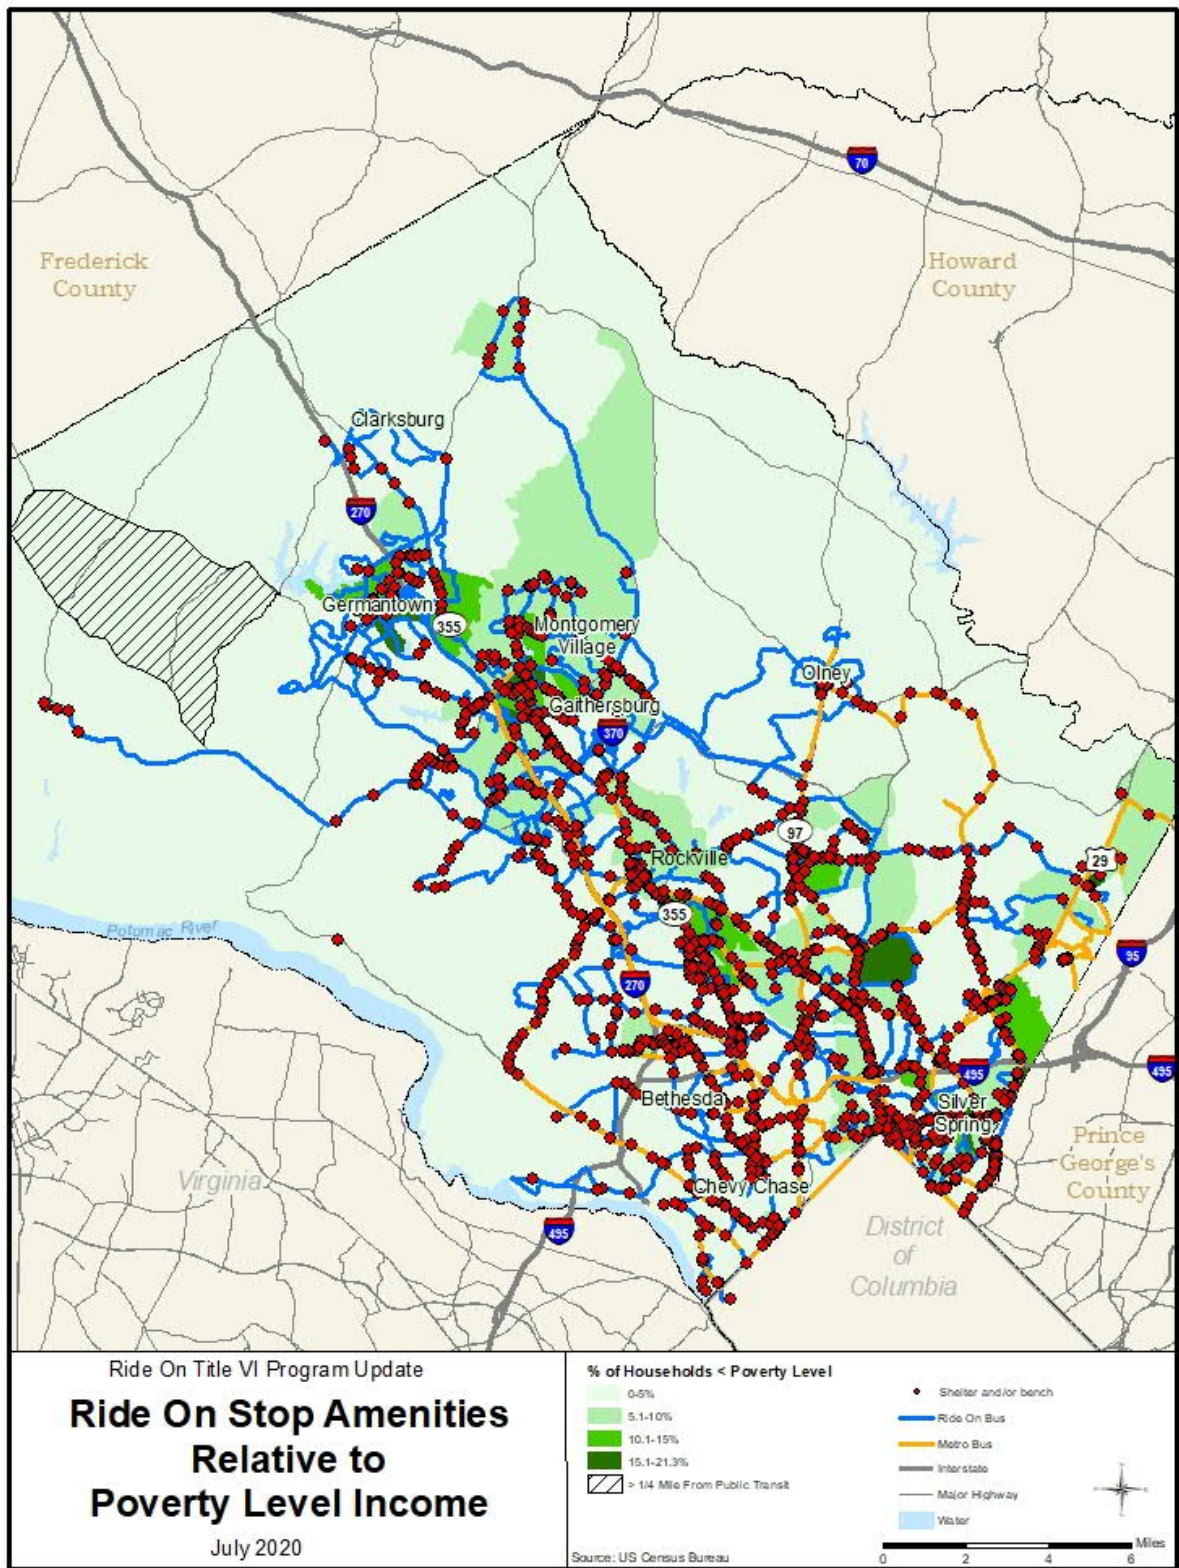 70
Frederick
County
Howard
County
Clarksburg
270
Germantown
355
Montgomery
Village
Olney
Gaithersburg
370
97
Rockville
29
355
Potomac River
95
270
495
495
Bethesda
Silver
Spring
Prince
George's
County
Virginia
Chevy Chase
495
District
of
Columbia
Ride On Title VI Program Update
Ride On Stop Amenities
Relative to
Poverty Level Income
July 2020
% of Households < Poverty Level
0-5%
5.1-10%
10.1-15%
15.1-21.3%
> 1/4 Mile From Public Transit
Source: US Census Bureau
Shelter and/or bench
Ride On Bus
Metro Bus
Interstate
Major Highway
Water
Miles
0 2 4 6